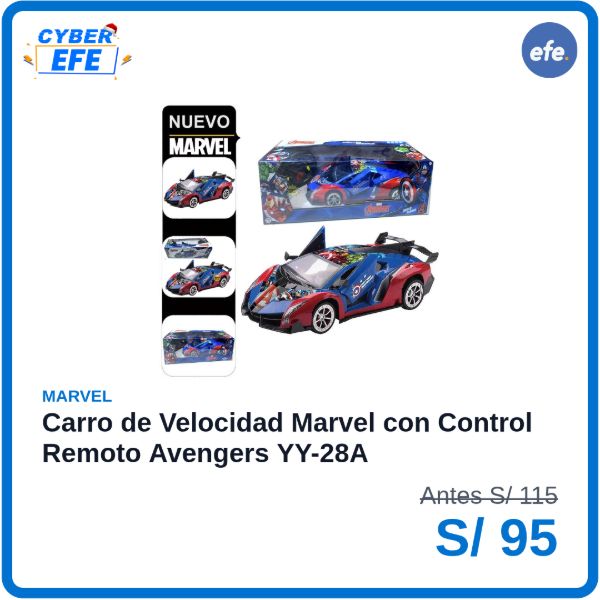 CYBER
EFE
efe.
NUEVO
MARVEL
MARVEL
Carro de Velocidad Marvel con Control
Remoto Avengers YY-28A
Antes S/ 115
S/ 95